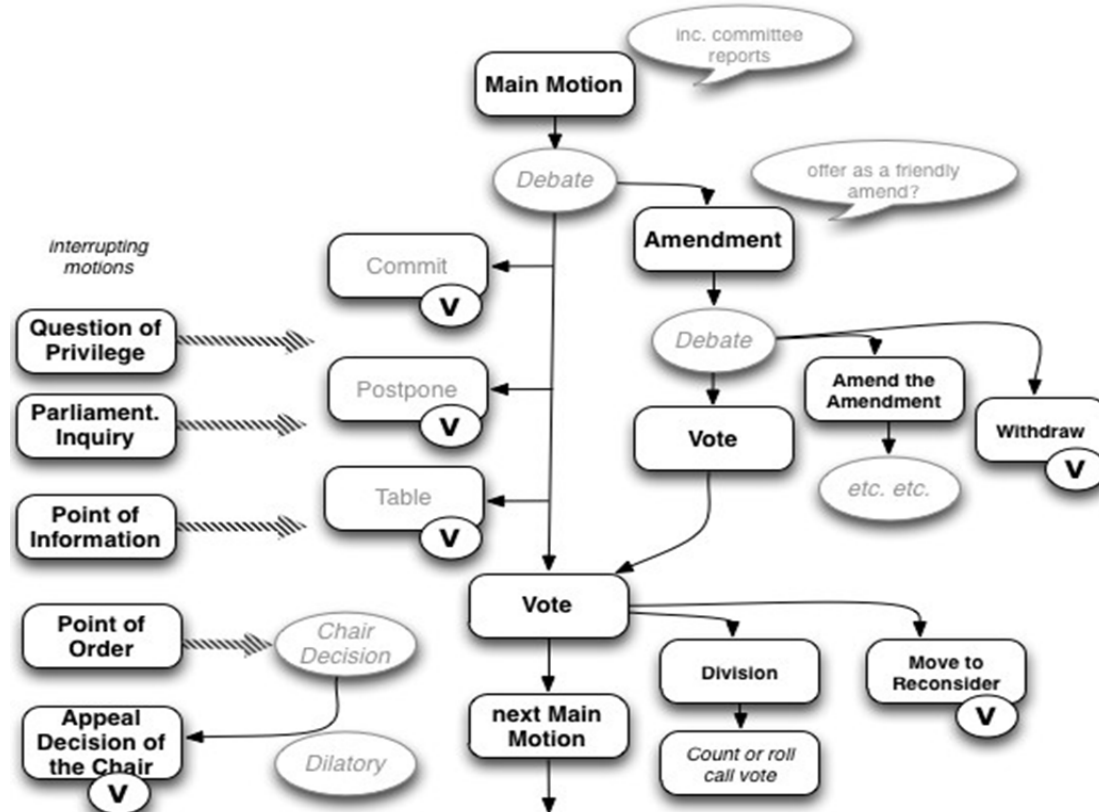 inc. committee
reports
Main Motion
Debate
offer as a friendly
amend?
Amendment
interrupting
motions
Commit
V
Question of
Privilege
Debate
Postpone
V
Amend the
Amendment
Parliament.
Inquiry
Vote
Withdraw
V
Table
V
etc. etc.
Point of
Information
Vote
Point of
Order
Chair
Decision
Division
Move to
Reconsider
V
Appeal
Decision of
the Chair
V
Dilatory
next Main
Motion
Count or roll
call vote